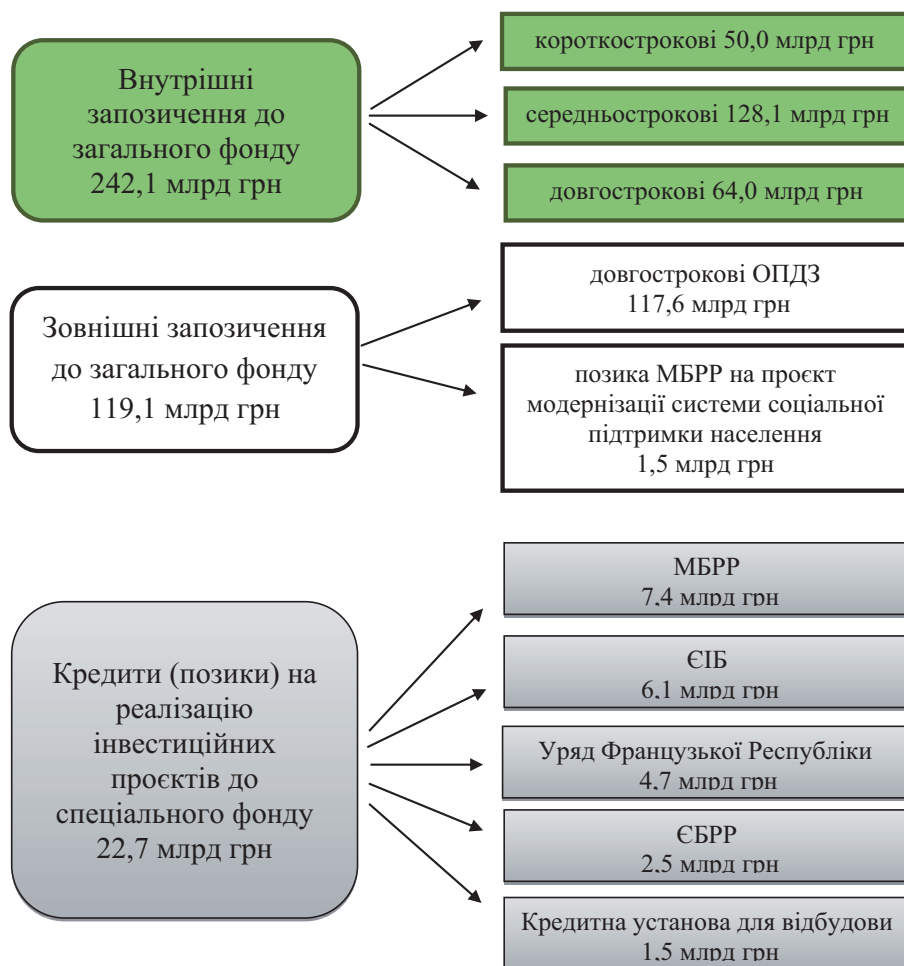 Внутрішні
запозичення до
загального фонду
242,1 млрд грн
короткострокові 50,0 млрд грн
середньострокові 128,1 млрд грн
довгострокові 64,0 млрд грн
Зовнішні запозичення
до загального фонду
119,1 млрд грн
довгострокові ОПДЗ
117,6 млрд грн
позика МБРР на проєкт
модернізації системи соціальної
підтримки населення
1,5 млрд грн
Кредити (позики) на
реалізацію
інвестиційних
проєктів до
спеціального фонду
22,7 млрд грн
МБРР
7,4 млрд грн
ЄІБ
6,1 млрд грн
Уряд Французької Республіки
4,7 млрд грн
ЄБРР
2,5 млрд грн
Кредитна установа для відбудови
1,5 млрд грн